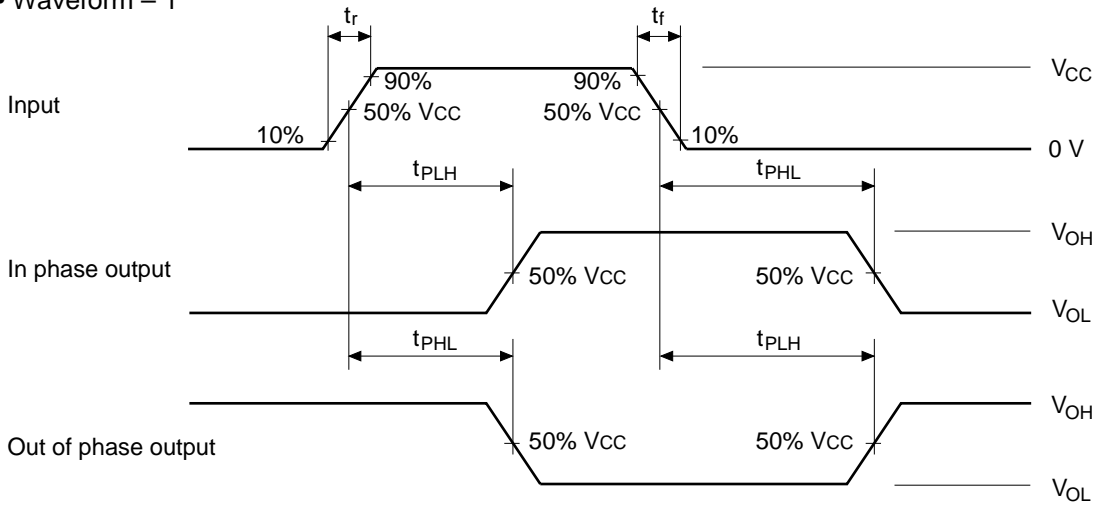 • Waveform – 1
tr tf
90% 90% VCC
Input 50% VCC 50% VCC
10% 10% 0 V
tPLH tPHL
VOH
In phase output 50% VCC 50% VCC
VOL
tPHL tPLH
VOH
Out of phase output 50% VCC 50% VCC
VOL